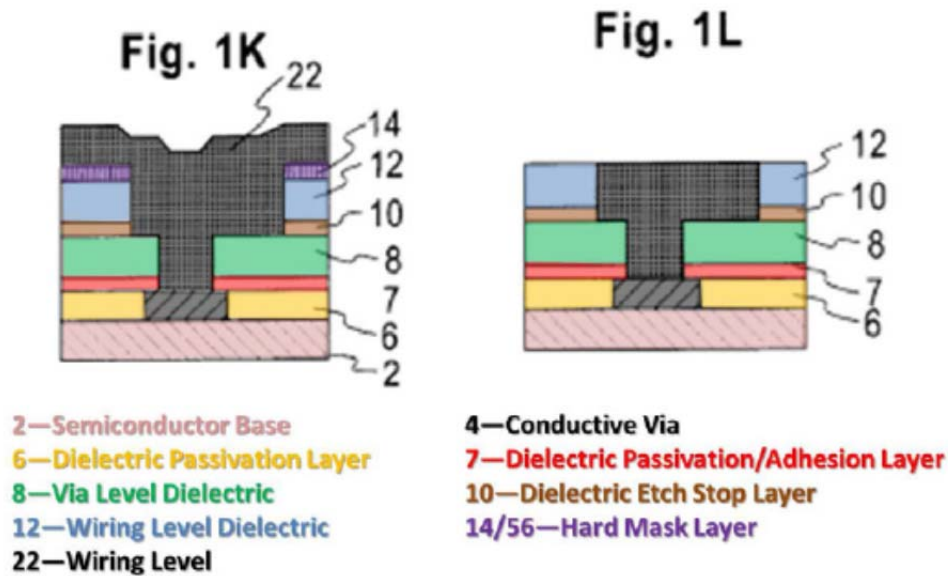 Fig. 1K
Fig. 1L
22
14
12
10
8
7
6
2
12
10
8
7
6
2—Semiconductor Base
6—Dielectric Passivation Layer
8—Via Level Dielectric
12—Wiring Level Dielectric
22—Wiring Level
4—Conductive Via
7—Dielectric Passivation/Adhesion Layer
10—Dielectric Etch Stop Layer
14/56—Hard Mask Layer